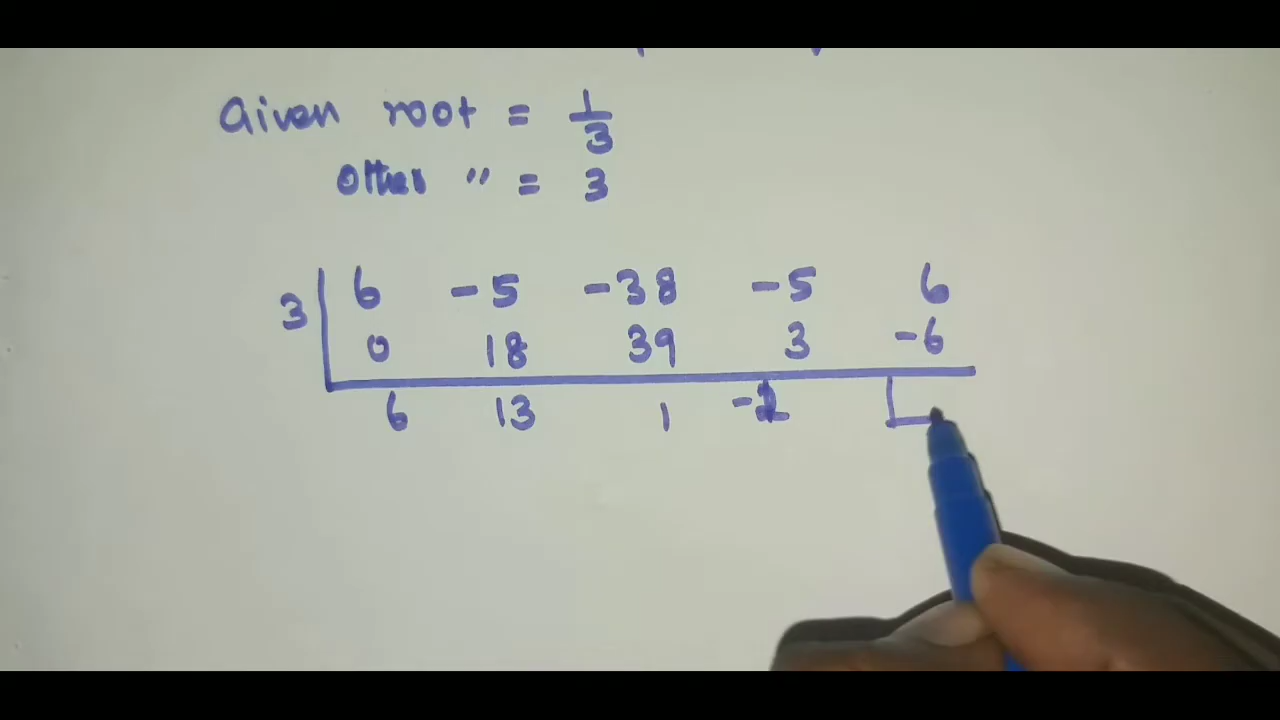 Given root = 1/3
Other " = 3
3 | 6 -5 -38 -5 6
0 18 39 3 -6
6 13 1 -2